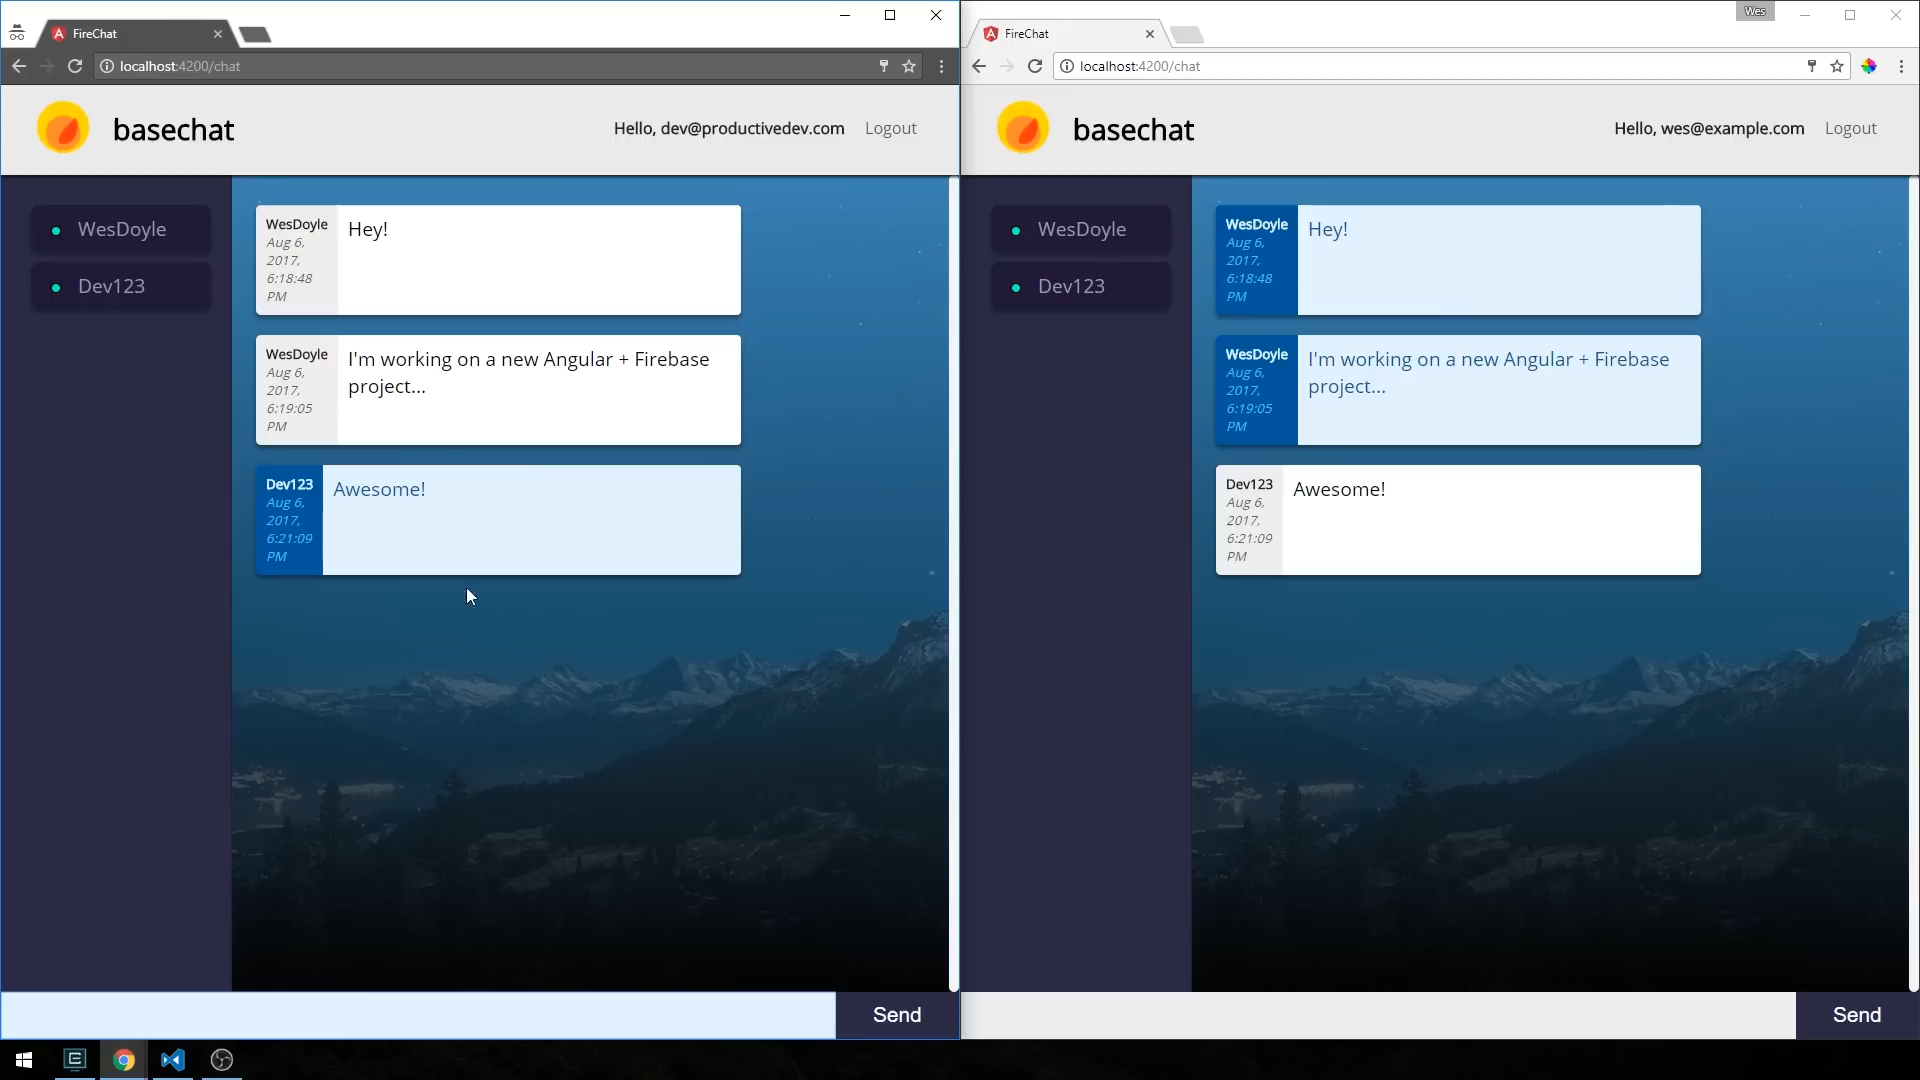 FireChat
localhost:4200/chat
basechat
Hello, dev@productivedev.com
Logout
WesDoyle
Dev123
WesDoyle
Aug 6,
2017,
6:18:48
PM
Hey!
WesDoyle
Aug 6,
2017,
6:19:05
PM
I'm working on a new Angular + Firebase
project...
Dev123
Aug 6,
2017,
6:21:09
PM
Awesome!
Send
Wes
FireChat
localhost:4200/chat
basechat
Hello, wes@example.com
Logout
WesDoyle
Dev123
WesDoyle
Aug 6,
2017,
6:18:48
PM
Hey!
WesDoyle
Aug 6,
2017,
6:19:05
PM
I'm working on a new Angular + Firebase
project...
Dev123
Aug 6,
2017,
6:21:09
PM
Awesome!
Send